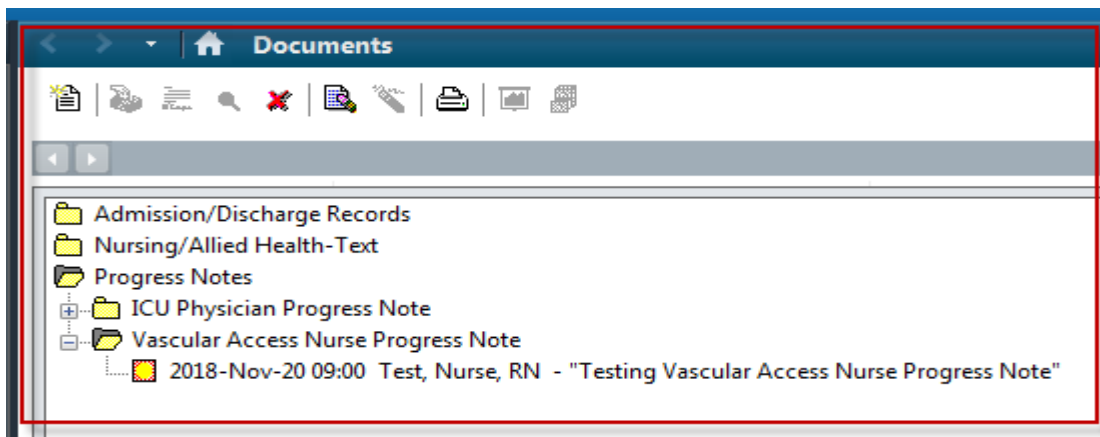 Documents
Admission/Discharge Records
Nursing/Allied Health-Text
Progress Notes
ICU Physician Progress Note
Vascular Access Nurse Progress Note
2018-Nov-20 09:00 Test, Nurse, RN - "Testing Vascular Access Nurse Progress Note"